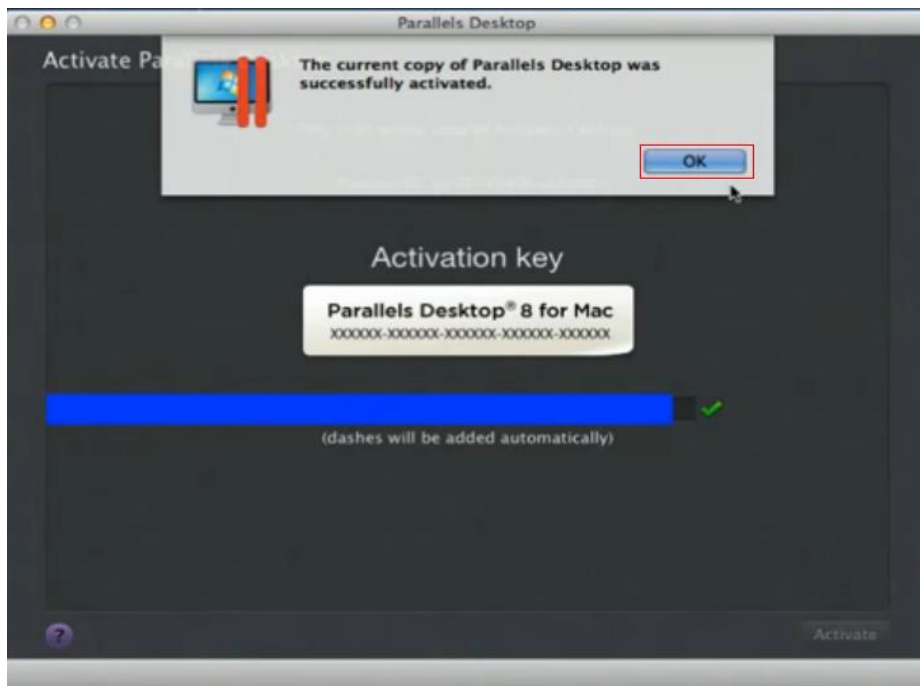 Parallels Desktop
Activate Pa
The current copy of Parallels Desktop was
successfully activated.
OK
Activation key
Parallels Desktop® 8 for Mac
XXXXXX-XXXXXX-XXXXXX-XXXXXX-XXXXXX
(dashes will be added automatically)
?
Activate